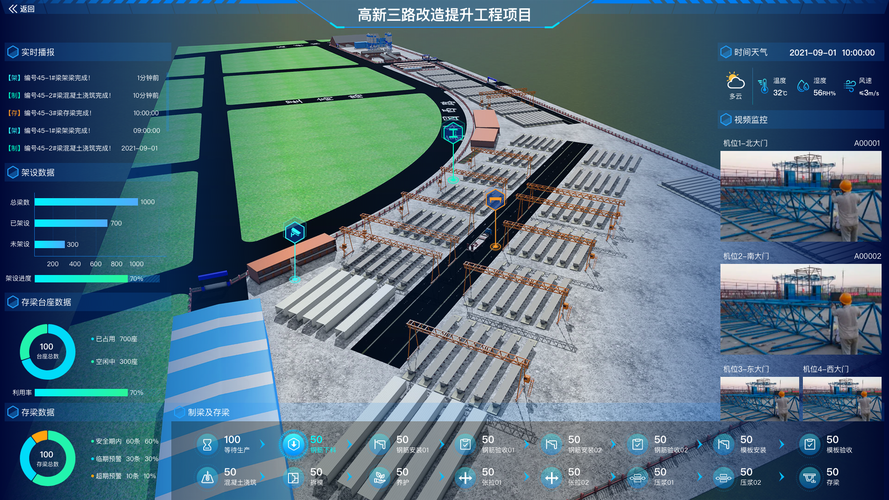 返回
高新三路改造提升工程项目
实时播报
【架】编号45-1#梁架梁完成! 1分钟前
【制】编号45-2#梁混凝土浇筑完成! 10分钟前
【存】编号45-3#梁存梁完成! 10:00:00
【架】编号45-1#梁架梁完成! 09:00:00
【制】编号45-2#梁混凝土浇筑完成! 2021-09-01
架设数据
总梁数 1000
已架设 700
未架设 300
200 400 600 800 1000
架设进度 70%
存梁台座数据
100
台座总数
已占用 700座
空闲中 300座
利用率 70%
存梁数据
100
存梁总数
安全期内 60条 60%
临期预警 30条 30%
超期预警 10条 10%
时间天气 2021-09-01 10:00:00
多云
温度
32℃
湿度
56RH%
风速
≤3m/s
视频监控
机位1-北大门 A00001
机位2-南大门 A00002
机位3-东大门 机位4-西大门
制梁及存梁
100
等待生产
50
钢筋下料
50
钢筋安装01
50
钢筋验收01
50
钢筋安装02
50
钢筋验收02
50
模板安装
50
模板验收
50
混凝土浇筑
50
拆模
50
养护
50
张拉01
50
张拉02
50
压浆01
50
压浆02
50
存梁